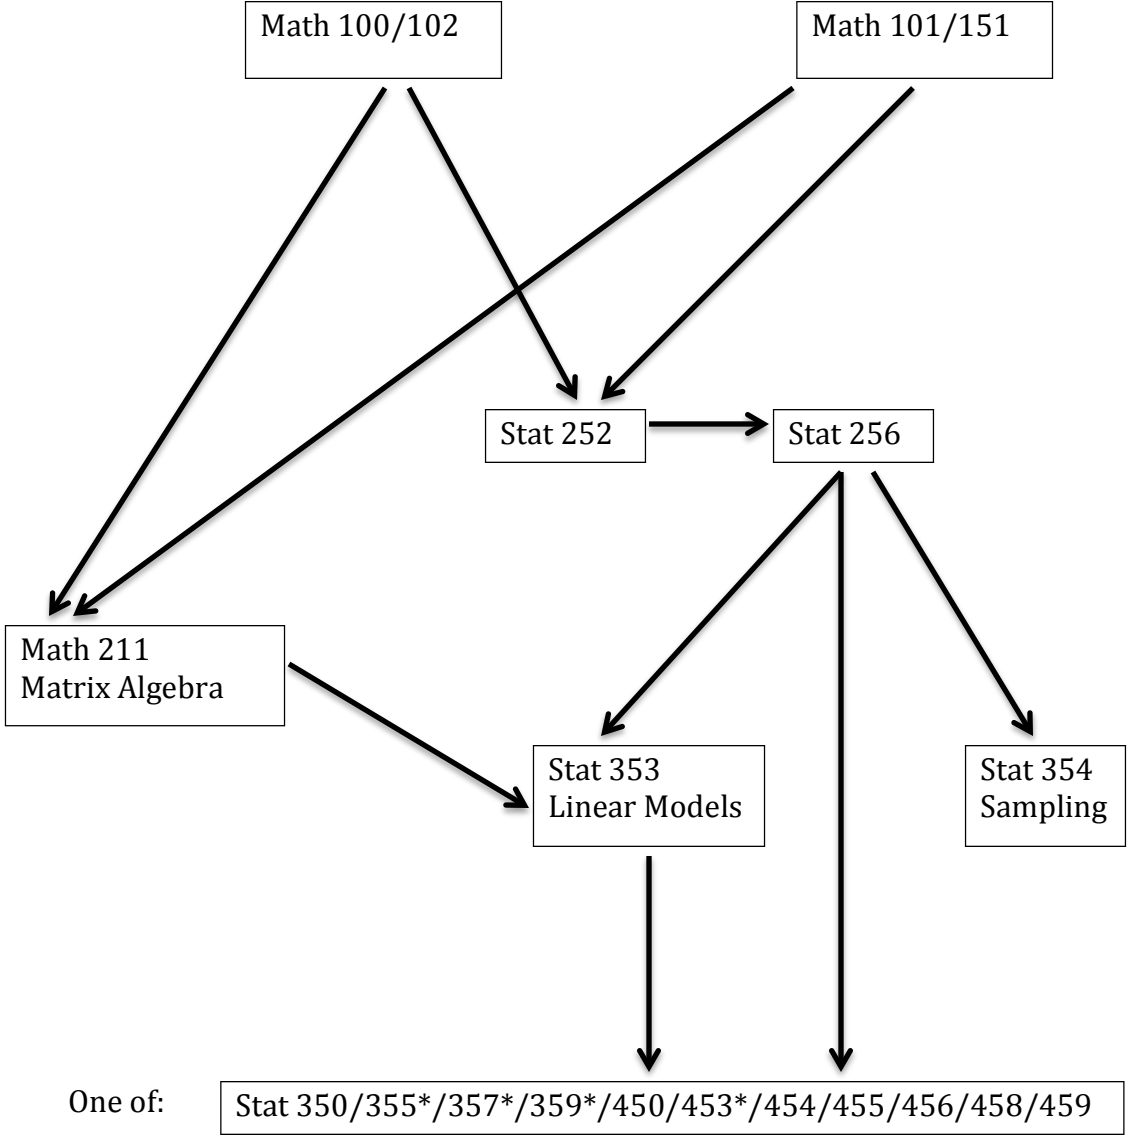 Math 100/102
Math 101/151
Stat 252
Stat 256
Math 211
Matrix Algebra
Stat 353
Linear Models
Stat 354
Sampling
One of:
Stat 350/355*/357*/359*/450/453*/454/455/456/458/459